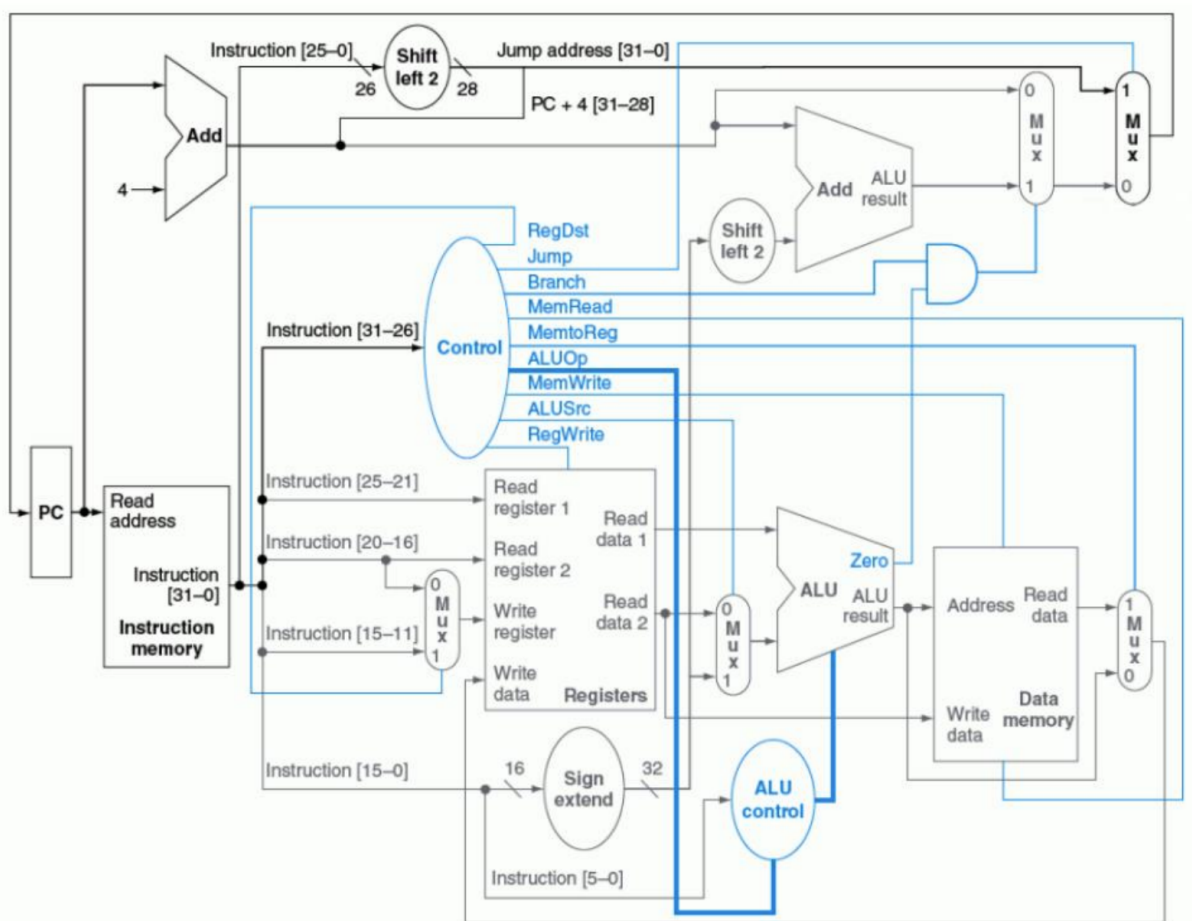 Instruction [25–0]
Shift
left 2
Jump address [31–0]
26
28
PC + 4 [31–28]
Add
4
0
M
u
x
1
1
M
u
x
0
Add
ALU
result
Shift
left 2
RegDst
Jump
Branch
MemRead
MemtoReg
ALUOp
MemWrite
ALUSrc
RegWrite
Instruction [31–26]
Control
PC
Read
address
Instruction
[31–0]
Instruction
memory
Instruction [25–21]
Instruction [20–16]
Instruction [15–11]
0
M
u
x
1
Read
register 1
Read
register 2
Write
register
Write
data
Read
data 1
Read
data 2
Registers
0
M
u
x
1
Zero
ALU
ALU
result
Address
Read
data
Write
data
Data
memory
1
M
u
x
0
Instruction [15–0]
16
Sign
extend
32
ALU
control
Instruction [5–0]